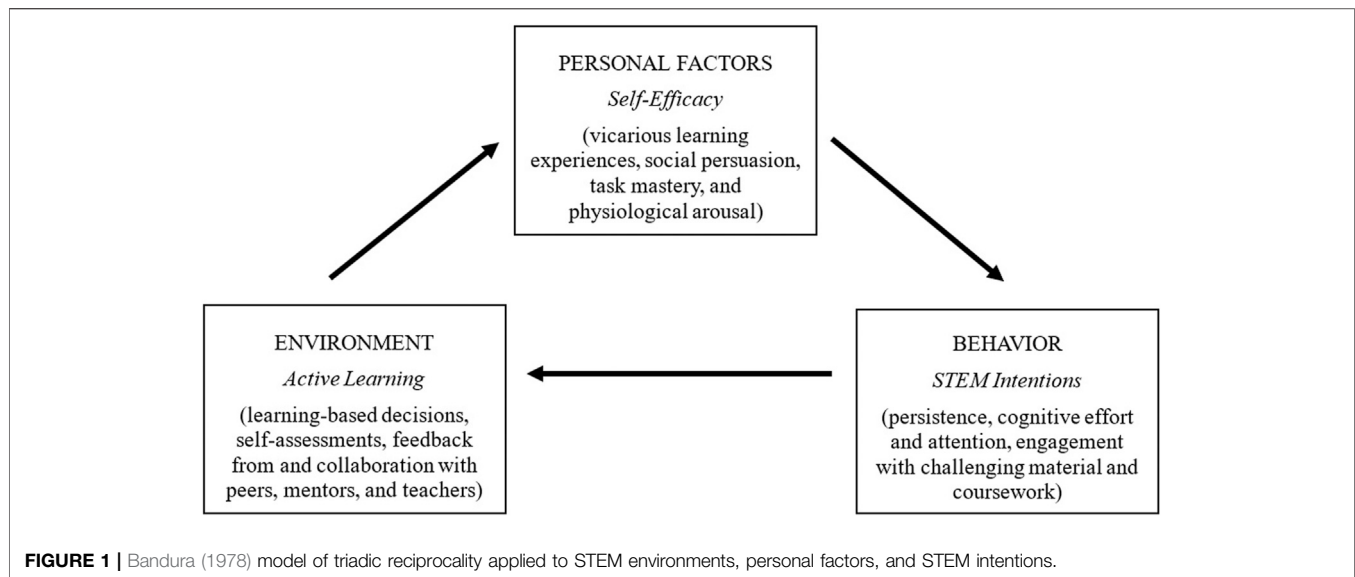 PERSONAL FACTORS
Self-Efficacy
(vicarious learning
experiences, social persuasion,
task mastery, and
physiological arousal)
ENVIRONMENT
Active Learning
(learning-based decisions,
self-assessments, feedback
from and collaboration with
peers, mentors, and teachers)
BEHAVIOR
STEM Intentions
(persistence, cognitive effort
and attention, engagement
with challenging material and
coursework)
FIGURE 1 | Bandura (1978) model of triadic reciprocality applied to STEM environments, personal factors, and STEM intentions.